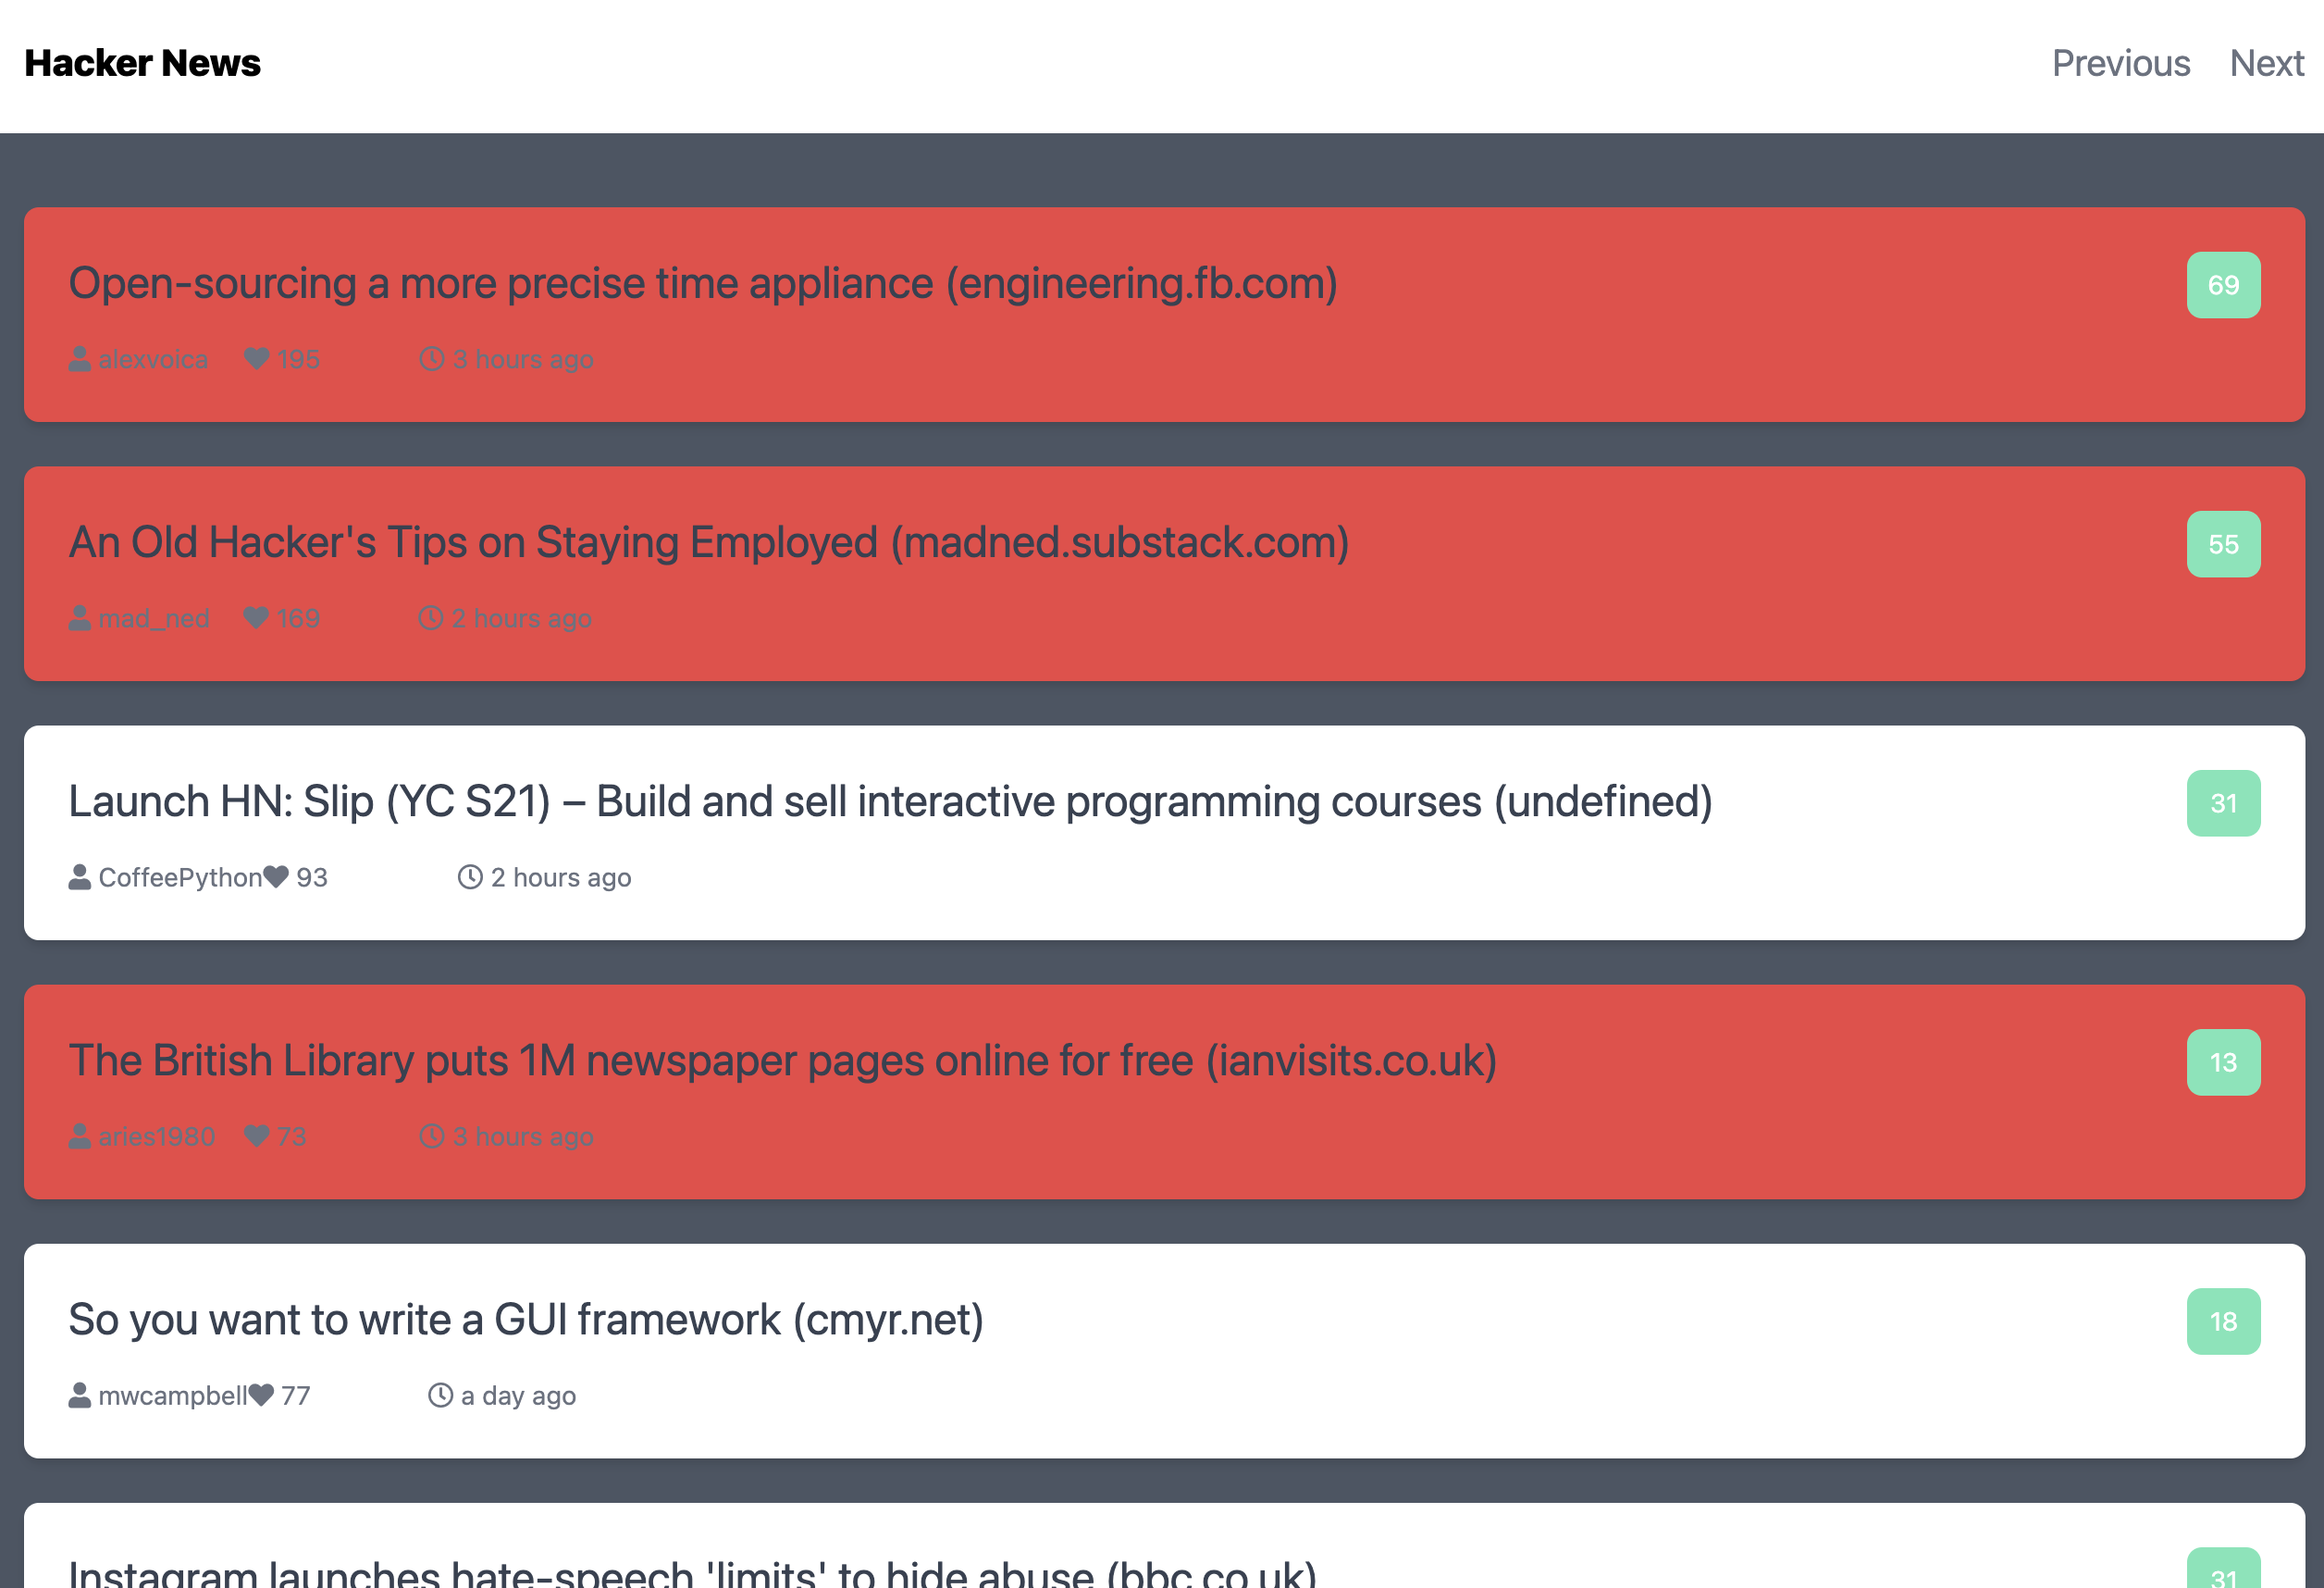 Hacker News Previous Next
Open-sourcing a more precise time appliance (engineering.fb.com) 69
alexvoica 195 3 hours ago
An Old Hacker's Tips on Staying Employed (madned.substack.com) 55
mad_ned 169 2 hours ago
Launch HN: Slip (YC S21) – Build and sell interactive programming courses (undefined) 31
CoffeePython 93 2 hours ago
The British Library puts 1M newspaper pages online for free (ianvisits.co.uk) 13
aries1980 73 3 hours ago
So you want to write a GUI framework (cmyr.net) 18
mwcampbell 77 a day ago
Instagram launches hate-speech 'limits' to hide abuse (bbc.co.uk) 31